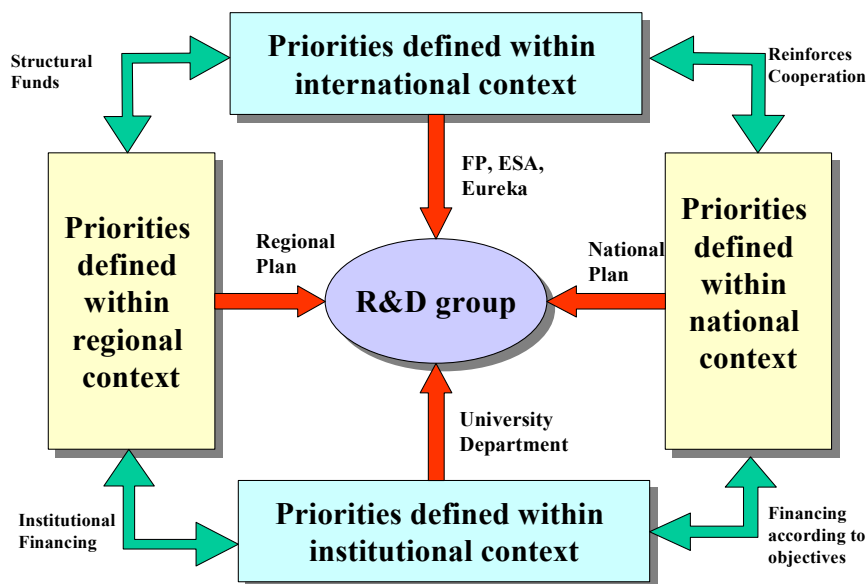 Priorities defined within
international context
Structural
Funds
Reinforces
Cooperation
FP, ESA,
Eureka
Priorities
defined
within
regional
context
Regional
Plan
R&D group
National
Plan
Priorities
defined
within
national
context
University
Department
Institutional
Financing
Priorities defined within
institutional context
Financing
according to
objectives